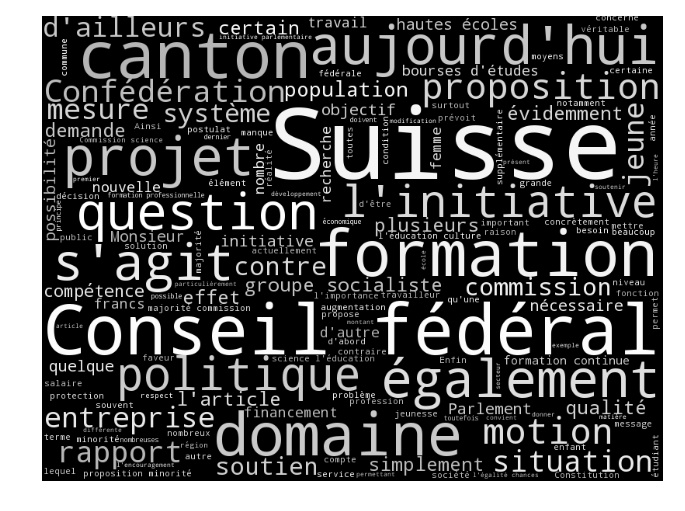 d'ailleurs certain travail hautes écoles concerne
initiative parlementaire véritable
commune canton aujourd'hui moyens
fédérale bourses d'études certaine
Confédération population proposition
mesure système objectif surtout notamment
demande Ainsi postulat manque toutes doivent condition modification prévoit femme supplémentaire évidemment jeune année
Commission science dernier
possibilité projet nombre réalité recherche Suisse présent l'heure
premier élément
nouvelle développement grande soutenir
décision formation professionnelle économique d'être
principe question l'initiative
public Monsieur plusieurs important concrètement mettre
solution majorité initiative l'éducation culture raison besoin beaucoup
s'agit contre actuellement formation
particulièrement école
compétence possible effet groupe socialiste commission niveau
francs majorité commission l'importance travailleur qu'une nécessaire fonction
augmentation permet
article Conseil propose montant fédéral
d'autre
d'abord exemple
faveur science l'éducation contraire Enfin formation continue
quelque politique problème également
salaire secteur
protection respect profession
souvent l'article
entreprise financement jeunesse Parlement qualité
différente toutefois convient donner matière
terme minorité nombreuses nombreux domaine motion message
région enfant
rapport autre soutien compte simplement situation étudiant
lequel l'encouragement
proposition minorité service permettant société l'égalité chances Constitution